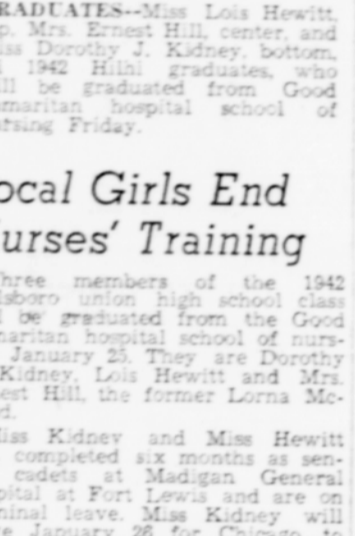 RADUATES--Miss Lois Hewitt,
p. Mrs. Ernest Hill, center, and
iss Dorothy J. Kidney, bottom,
1942 Hilhi graduates, who
ll be graduated from Good
maritan hospital school of
ursing Friday.
ocal Girls End
urses' Training
hree members of the 1942
lsboro union high school class
l be graduated from the Good
maritan hospital school of nurs-
January 25. They are Dorothy
Kidney, Lois Hewitt and Mrs.
est Hill, the former Lorna Mc-
d.
iss Kidney and Miss Hewitt
completed six months as sen-
cadets at Madigan General
pital at Fort Lewis and are on
minal leave. Miss Kidney will
e January 26 for Chicago to